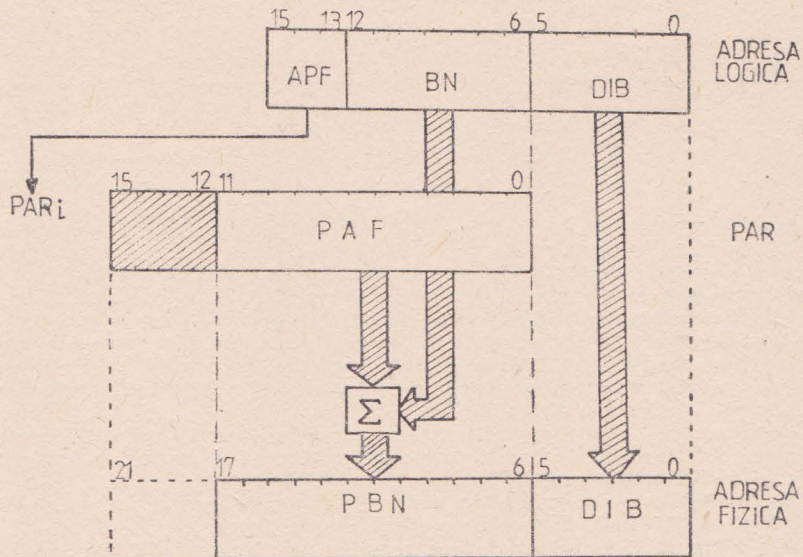 15 13 12 6 5 0
APF BN DIB
ADRESA
LOGICA
15 12 11 0
PARi
PAF
PAR
Σ
21 17 6 5 0
PBN DIB
ADRESA
FIZICA